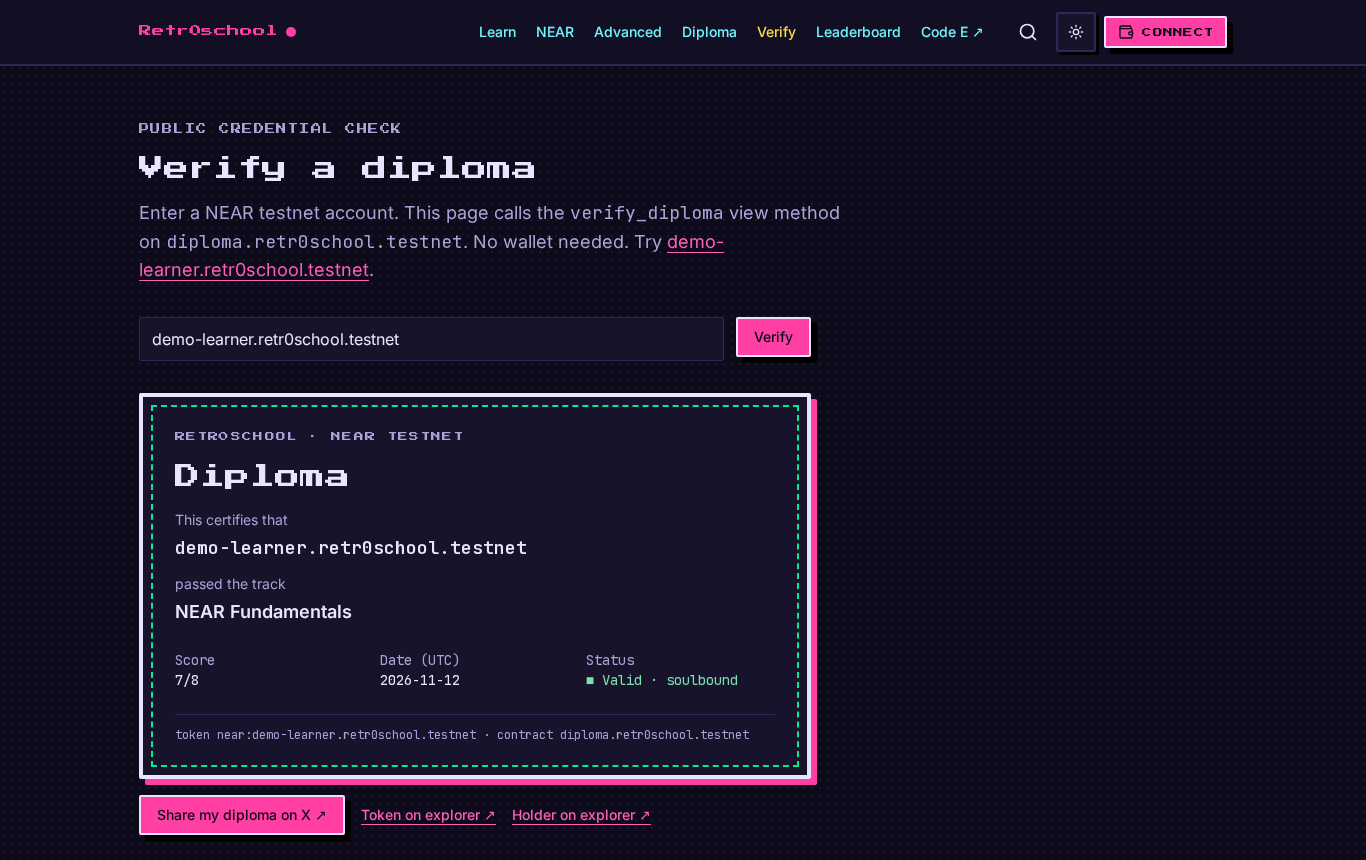 Retr0school
Learn NEAR Advanced Diploma Verify Leaderboard Code E ↗
CONNECT
PUBLIC CREDENTIAL CHECK
Verify a diploma
Enter a NEAR testnet account. This page calls the verify_diploma view method
on diploma.retr0school.testnet. No wallet needed. Try demo-
learner.retr0school.testnet.
demo-learner.retr0school.testnet
Verify
RETR0SCHOOL · NEAR TESTNET
Diploma
This certifies that
demo-learner.retr0school.testnet
passed the track
NEAR Fundamentals
Score Date (UTC) Status
7/8 2026-11-12 ■ Valid · soulbound
token near:demo-learner.retr0school.testnet · contract diploma.retr0school.testnet
Share my diploma on X ↗ Token on explorer ↗ Holder on explorer ↗